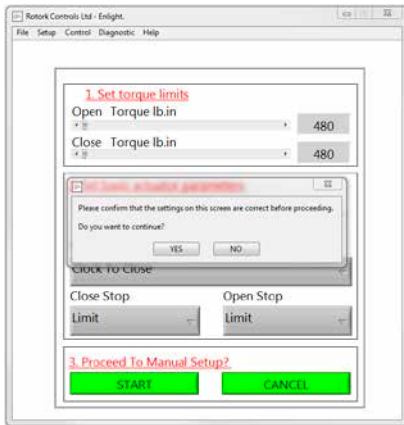 Rotork Controls Ltd - Enlight.
File Setup Control Diagnostic Help
1. Set torque limits
Open Torque lb.in
480
Close Torque lb.in
480
Please confirm that the settings on this screen are correct before proceeding.
Do you want to continue?
YES NO
Clock To Close
Close Stop Open Stop
Limit Limit
3. Proceed To Manual Setup?
START CANCEL